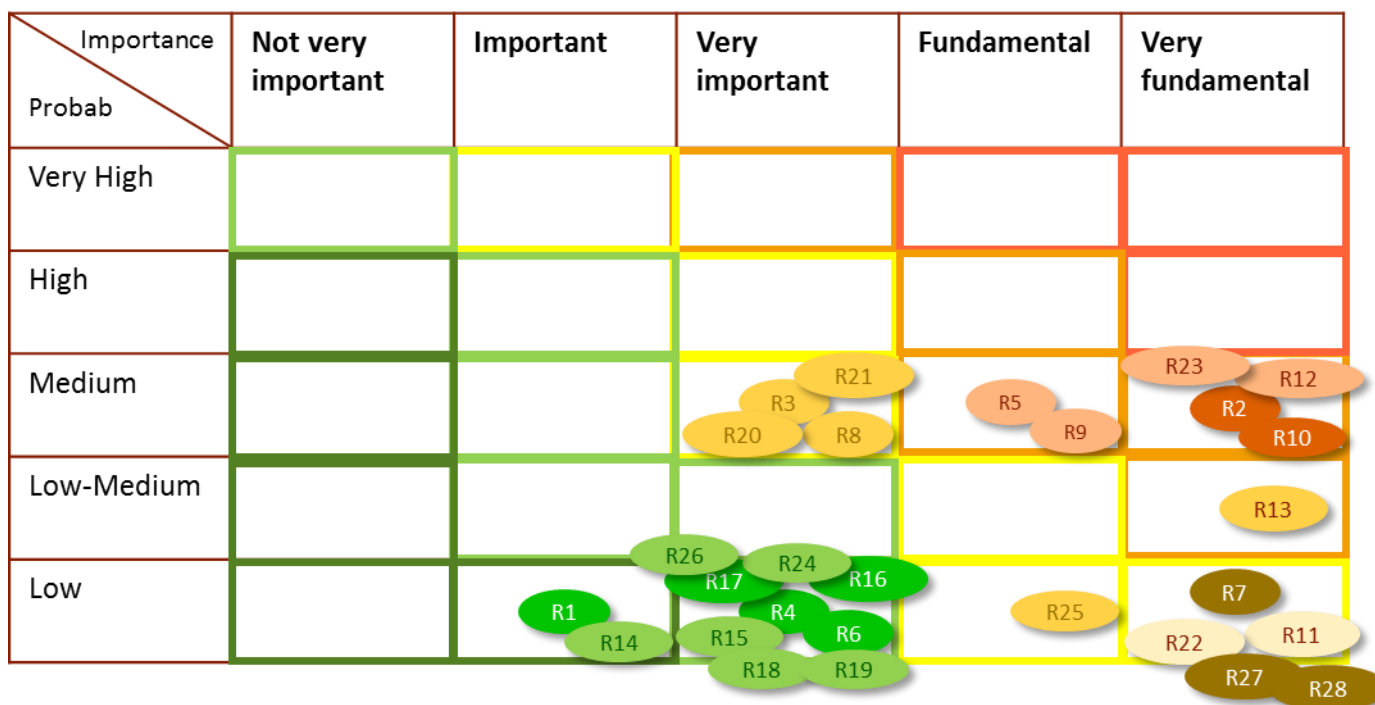 Importance
Probab
Not very
important
Important
Very
important
Fundamental
Very
fundamental
Very High
High
Medium
R21
R3
R20
R8
R5
R9
R23
R12
R2
R10
Low-Medium
R13
Low
R1
R14
R26
R17
R24
R16
R4
R15
R6
R18
R19
R25
R7
R22
R11
R27
R28